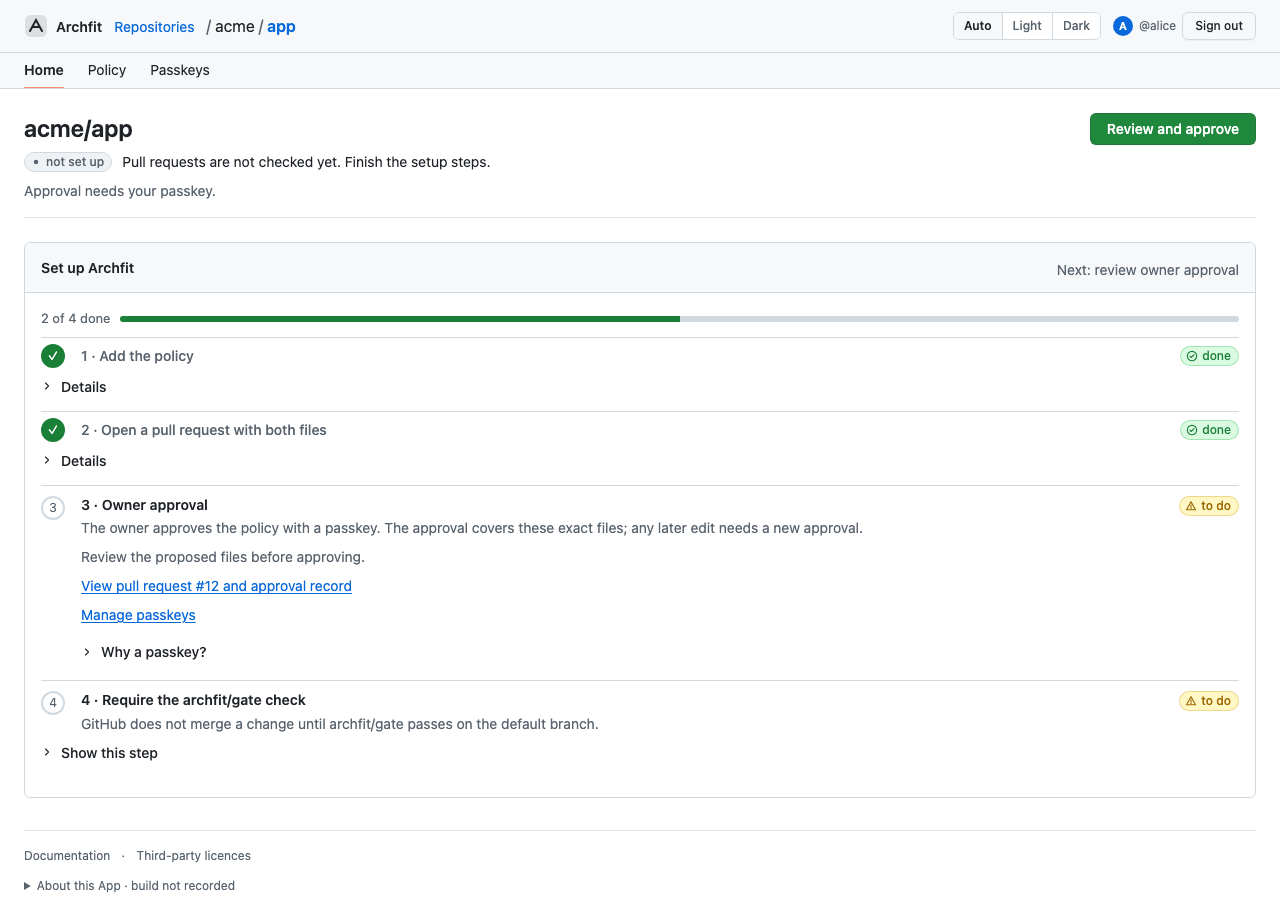 Archfit Repositories / acme / app Auto Light Dark A @alice Sign out
Home Policy Passkeys
acme/app
Review and approve
not set up Pull requests are not checked yet. Finish the setup steps.
Approval needs your passkey.
Set up Archfit
Next: review owner approval
2 of 4 done
1 · Add the policy
done
Details
2 · Open a pull request with both files
done
Details
3
3 · Owner approval
to do
The owner approves the policy with a passkey. The approval covers these exact files; any later edit needs a new approval.
Review the proposed files before approving.
View pull request #12 and approval record
Manage passkeys
Why a passkey?
4
4 · Require the archfit/gate check
to do
GitHub does not merge a change until archfit/gate passes on the default branch.
Show this step
Documentation · Third-party licences
About this App · build not recorded